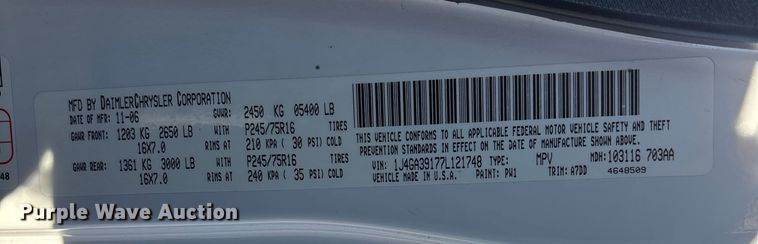 MFD BY DAIMLERCHRYSLER CORPORATION
DATE OF MFR: 11-06 GVWR: 2450 KG 05400 LB
GAWR FRONT: 1203 KG 2650 LB WITH P245/75R16 TIRES
16X7.0 RIMS AT 210 KPA ( 30 PSI) COLD
GAWR REAR: 1361 KG 3000 LB WITH P245/75R16 TIRES
16X7.0 RIMS AT 240 KPA ( 35 PSI) COLD
THIS VEHICLE CONFORMS TO ALL APPLICABLE FEDERAL MOTOR VEHICLE SAFETY AND THEFT
PREVENTION STANDARDS IN EFFECT ON THE DATE OF MANUFACTURE SHOWN ABOVE.
VIN: 1J4GA39177L121748 TYPE: MPV MDH: 103116 703AA
VEHICLE MADE IN U.S.A. PAINT: PW1 TRIM: A7DD 4648509
48
Purple Wave Auction